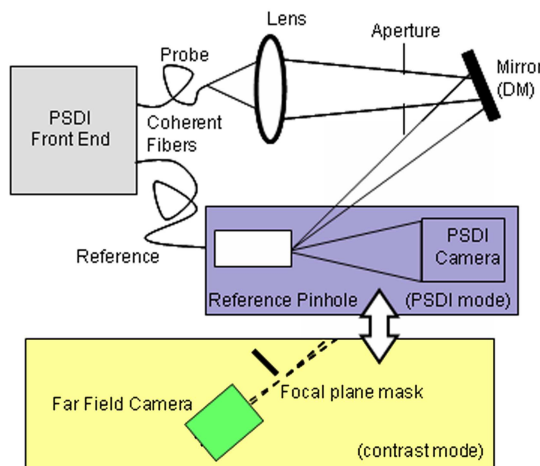 Lens
Aperture
Probe
Mirror
(DM)
PSDI
Front End
Coherent
Fibers
Reference
PSDI
Camera
Reference Pinhole
(PSDI mode)
Focal plane mask
Far Field Camera
(contrast mode)